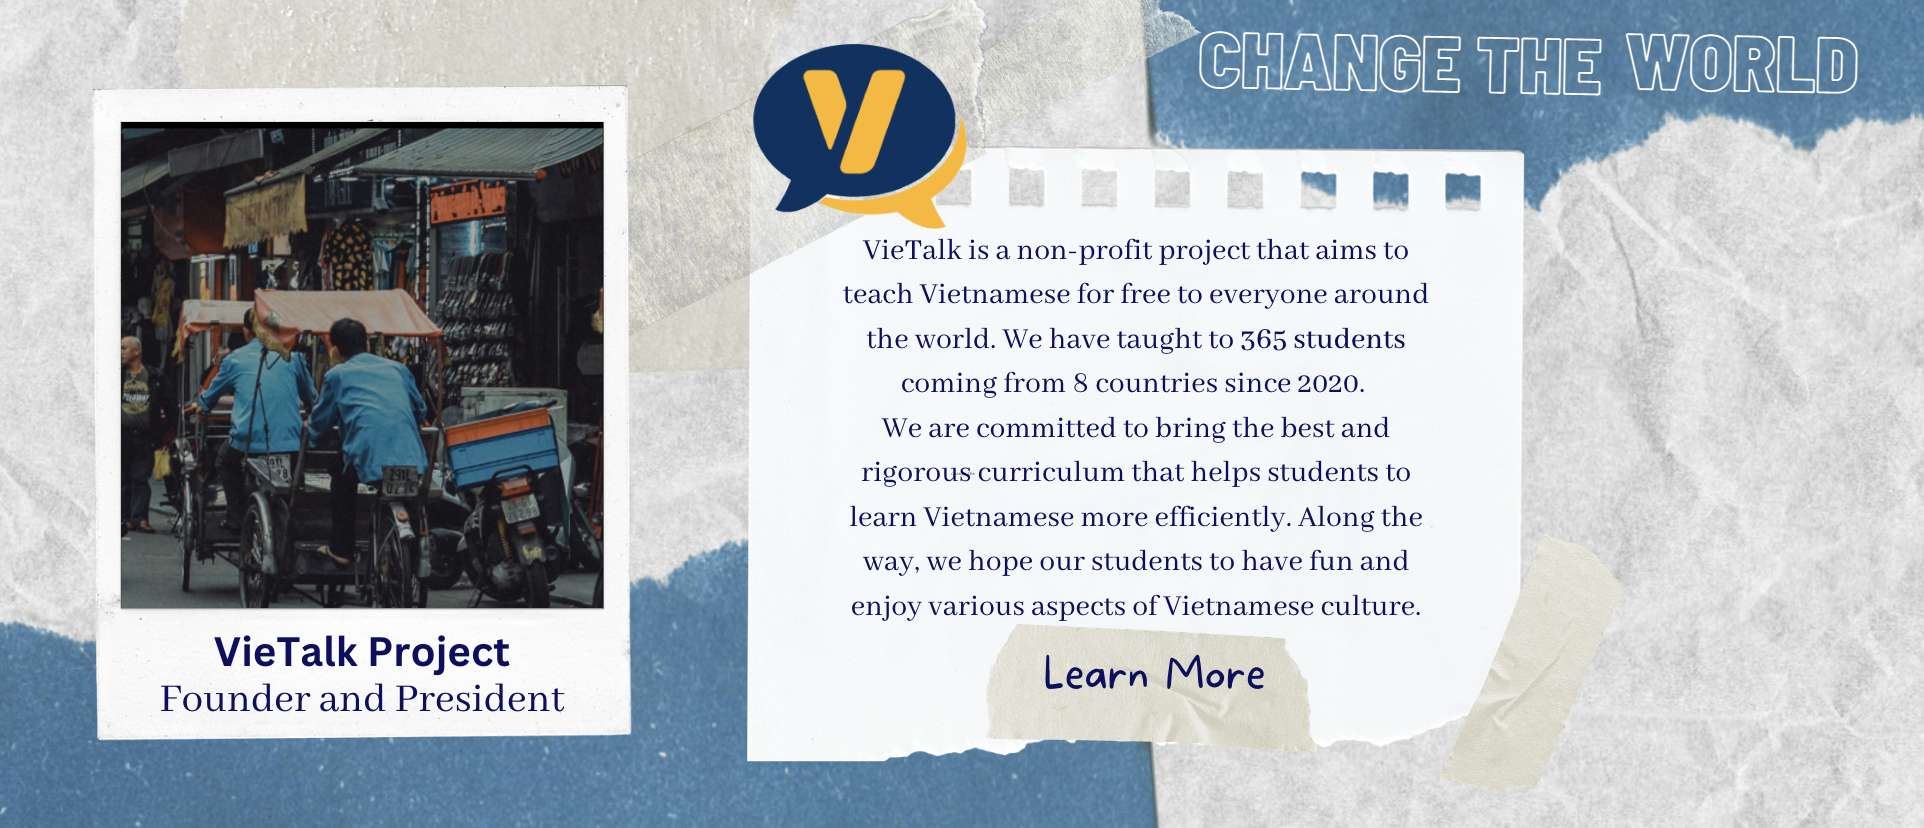 CHANGE THE WORLD
V
VieTalk is a non-profit project that aims to
teach Vietnamese for free to everyone around
the world. We have taught to 365 students
coming from 8 countries since 2020.
We are committed to bring the best and
rigorous curriculum that helps students to
learn Vietnamese more efficiently. Along the
way, we hope our students to have fun and
enjoy various aspects of Vietnamese culture.
Learn More
VieTalk Project
Founder and President